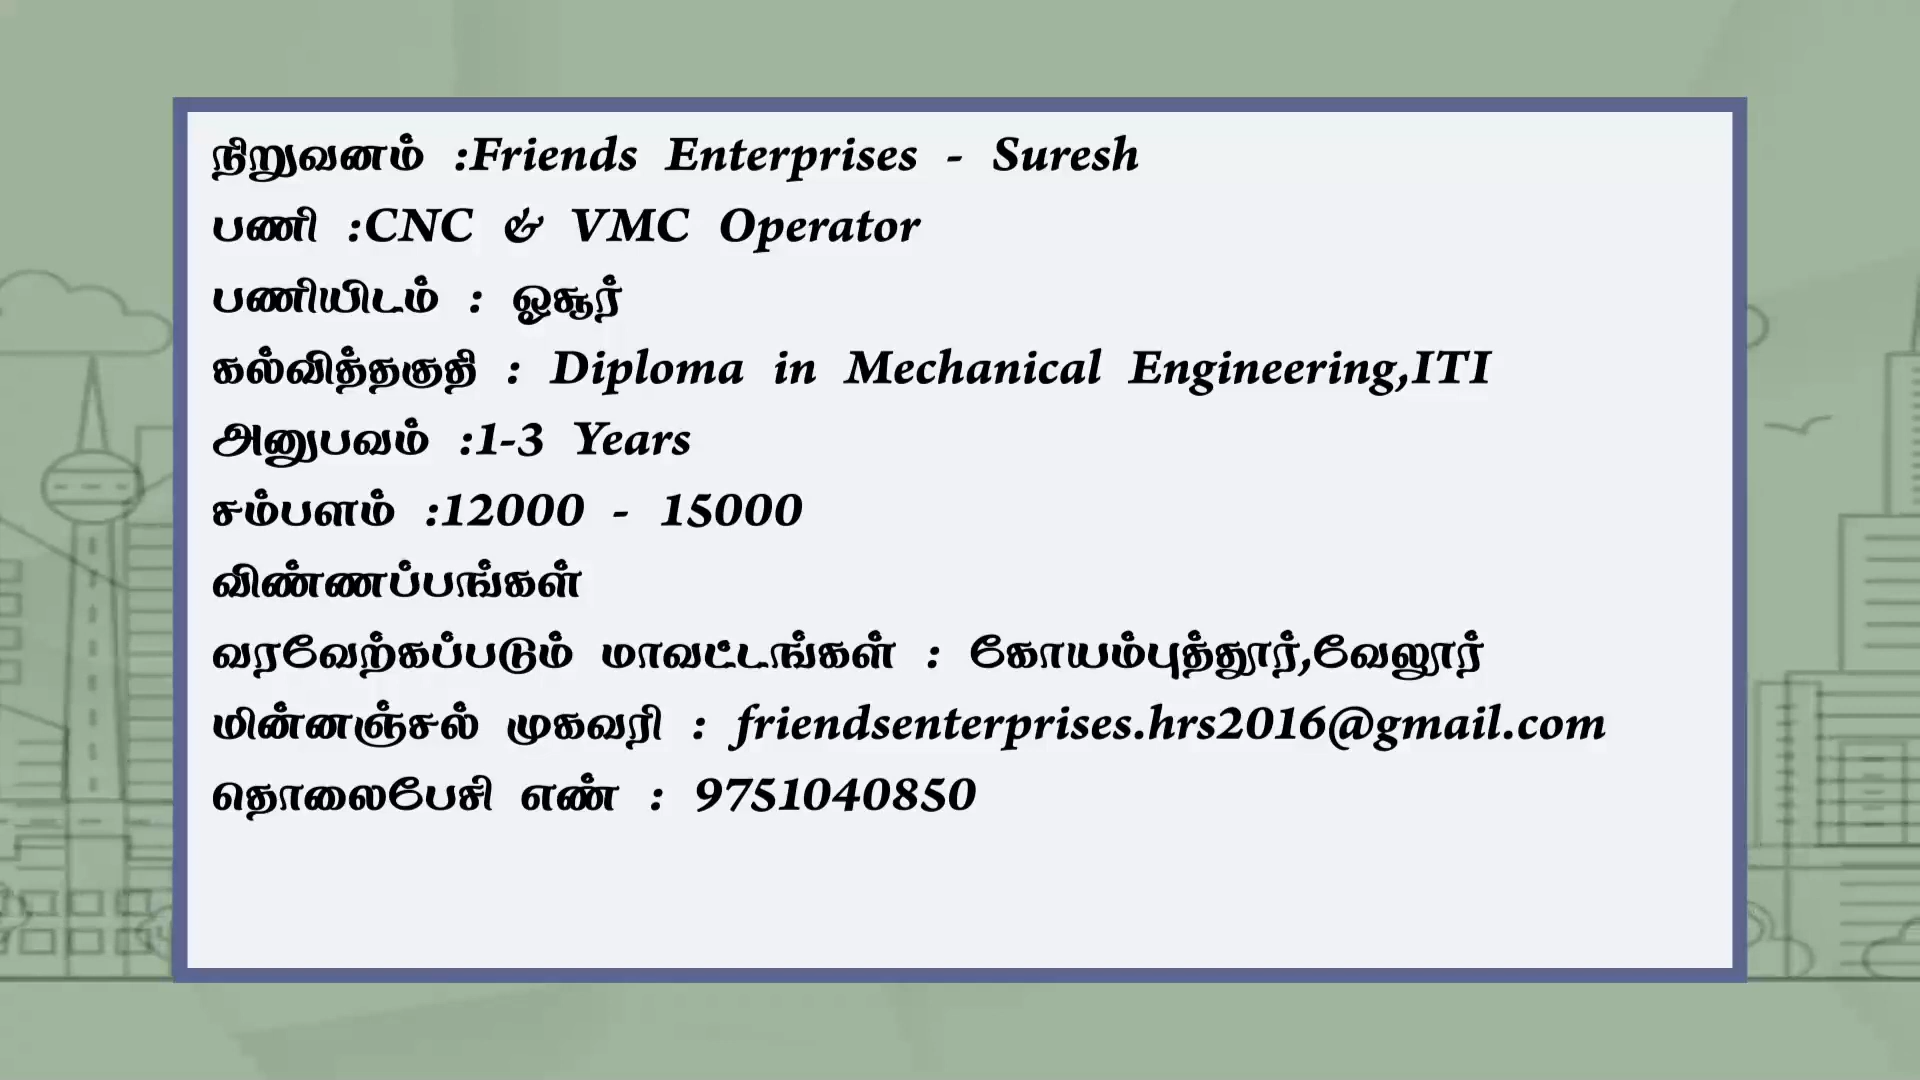 நிறுவனம் :Friends Enterprises - Suresh
பணி :CNC & VMC Operator
பணியிடம் : ஓசூர்
கல்வித்தகுதி : Diploma in Mechanical Engineering,ITI
அனுபவம் :1-3 Years
சம்பளம் :12000 - 15000
விண்ணப்பங்கள்
வரவேற்கப்படும் மாவட்டங்கள் : கோயம்புத்தூர்,வேலூர்
மின்னஞ்சல் முகவரி : friendsenterprises.hrs2016@gmail.com
தொலைபேசி எண் : 9751040850